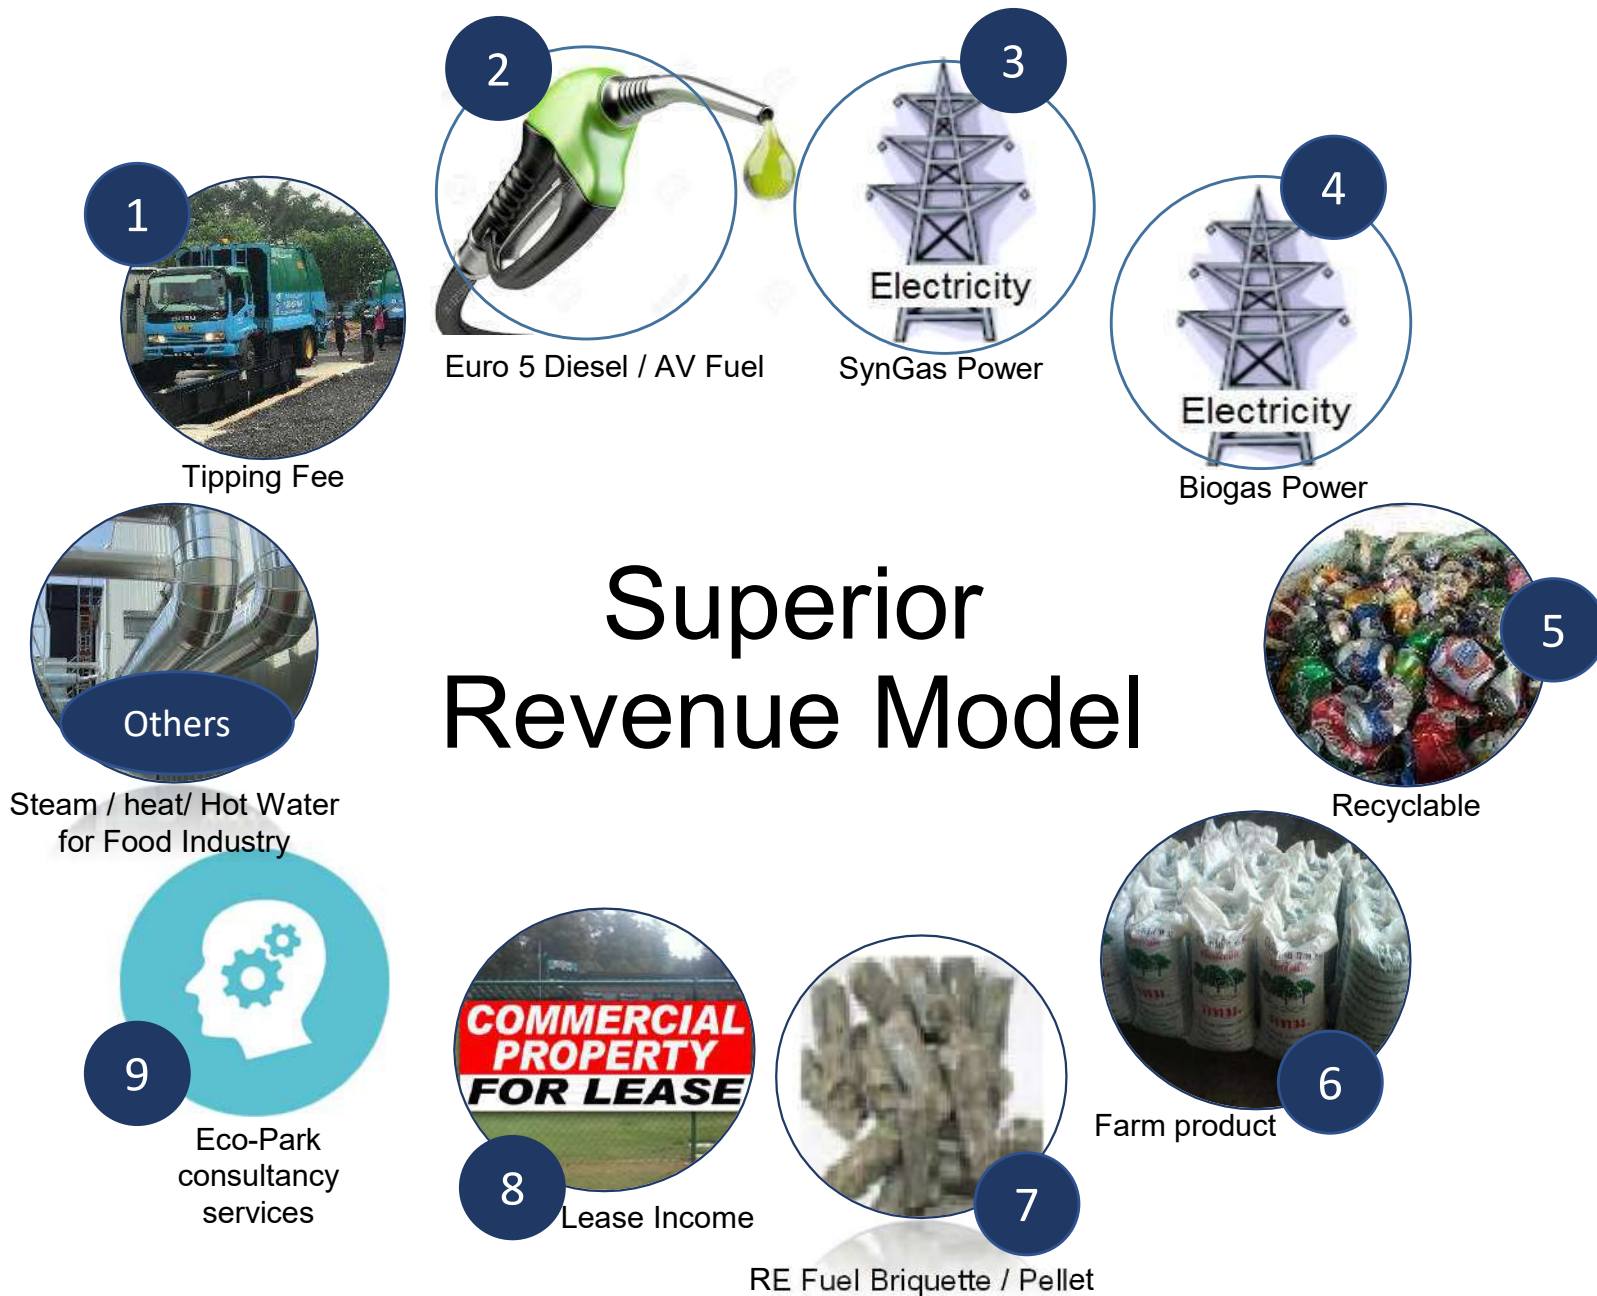 1
Tipping Fee
2
Euro 5 Diesel / AV Fuel
3
Electricity
SynGas Power
4
Electricity
Biogas Power
Superior
Revenue Model
5
Recyclable
6
Farm product
7
RE Fuel Briquette / Pellet
COMMERCIAL
PROPERTY
FOR LEASE
8
Lease Income
9
Eco-Park
consultancy
services
Others
Steam / heat/ Hot Water
for Food Industry